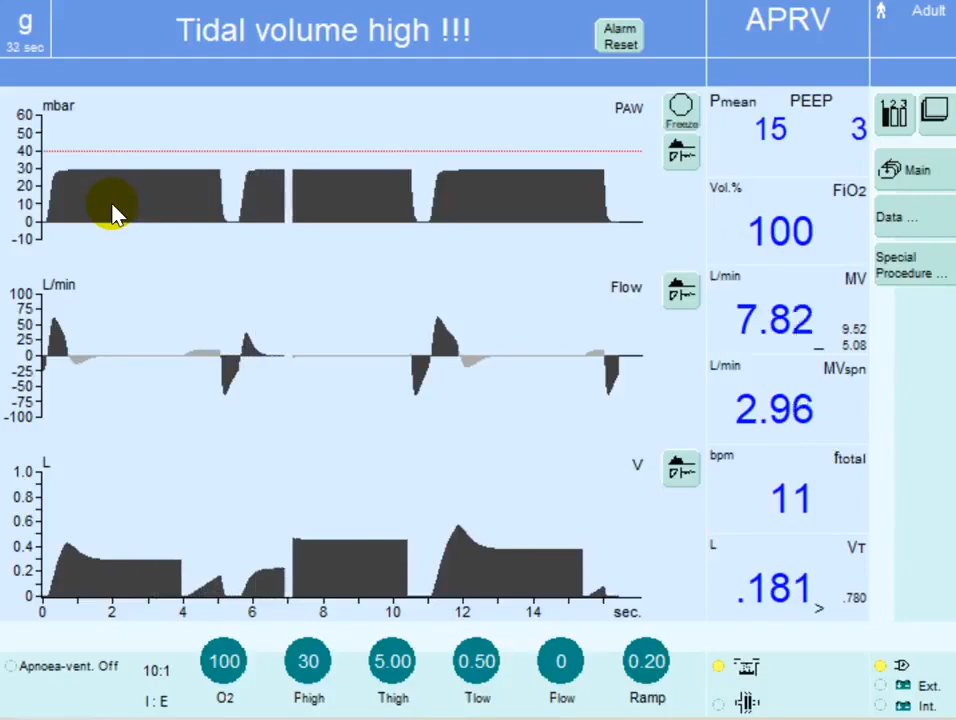 g
32 sec
Tidal volume high !!!
Alarm
Reset
APRV
Adult
mbar
PAW
60
50
40
30
20
10
0
-10
Freeze
Pmean PEEP
15 3
1 2 3
Main
Data ...
Special
Procedure ...
Vol.% FiO2
100
L/min
Flow
100
75
50
25
0
-25
-50
-75
-100
L/min MV
7.82
9.52
5.08
L/min MVspn
2.96
L
V
1.0
0.8
0.6
0.4
0.2
0
0 2 4 6 8 10 12 14 sec.
bpm ftotal
11
L VT
.181 > .780
Apnoea-vent. Off
10:1
I : E
100 30 5.00 0.50 0 0.20
O2 Phigh Thigh Tlow Plow Ramp
Ext.
Int.